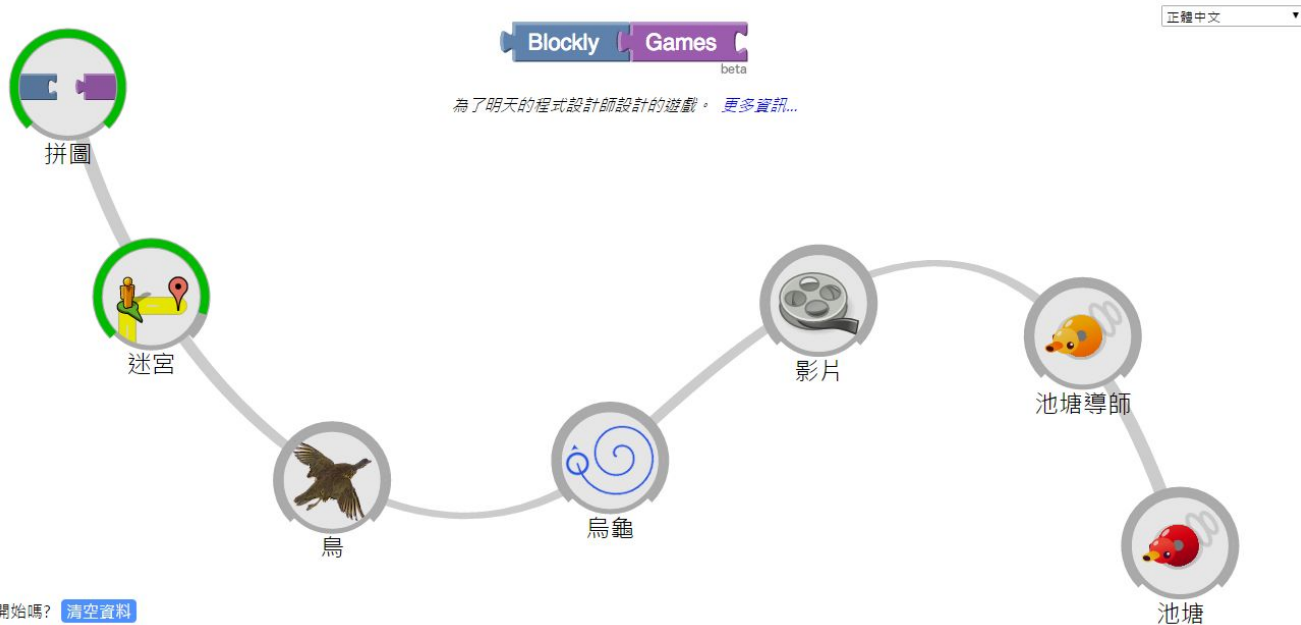 正體中文
Blockly Games
beta
為了明天的程式設計師設計的遊戲。 更多資訊...
拼圖
迷宮
鳥
烏龜
影片
池塘導師
池塘
開始嗎? 清空資料